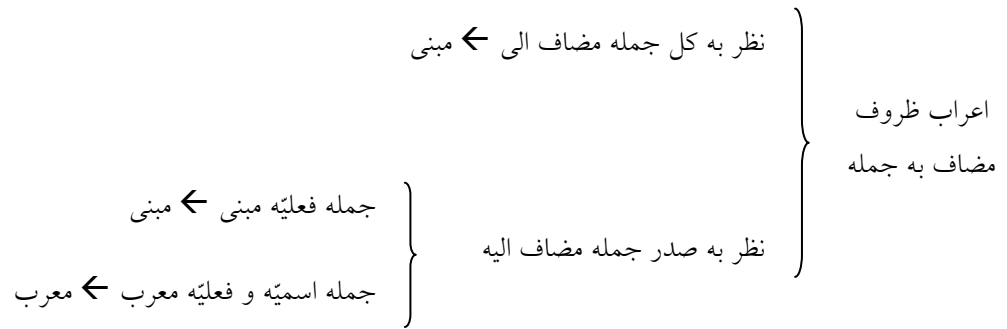 اعراب ظروف
مضاف به جمله
نظر به کل جمله مضاف الی ← مبنی
نظر به صدر جمله مضاف الیه
جمله فعلیّه مبنی ← مبنی
جمله اسمیّه و فعلیّه معرب ← معرب